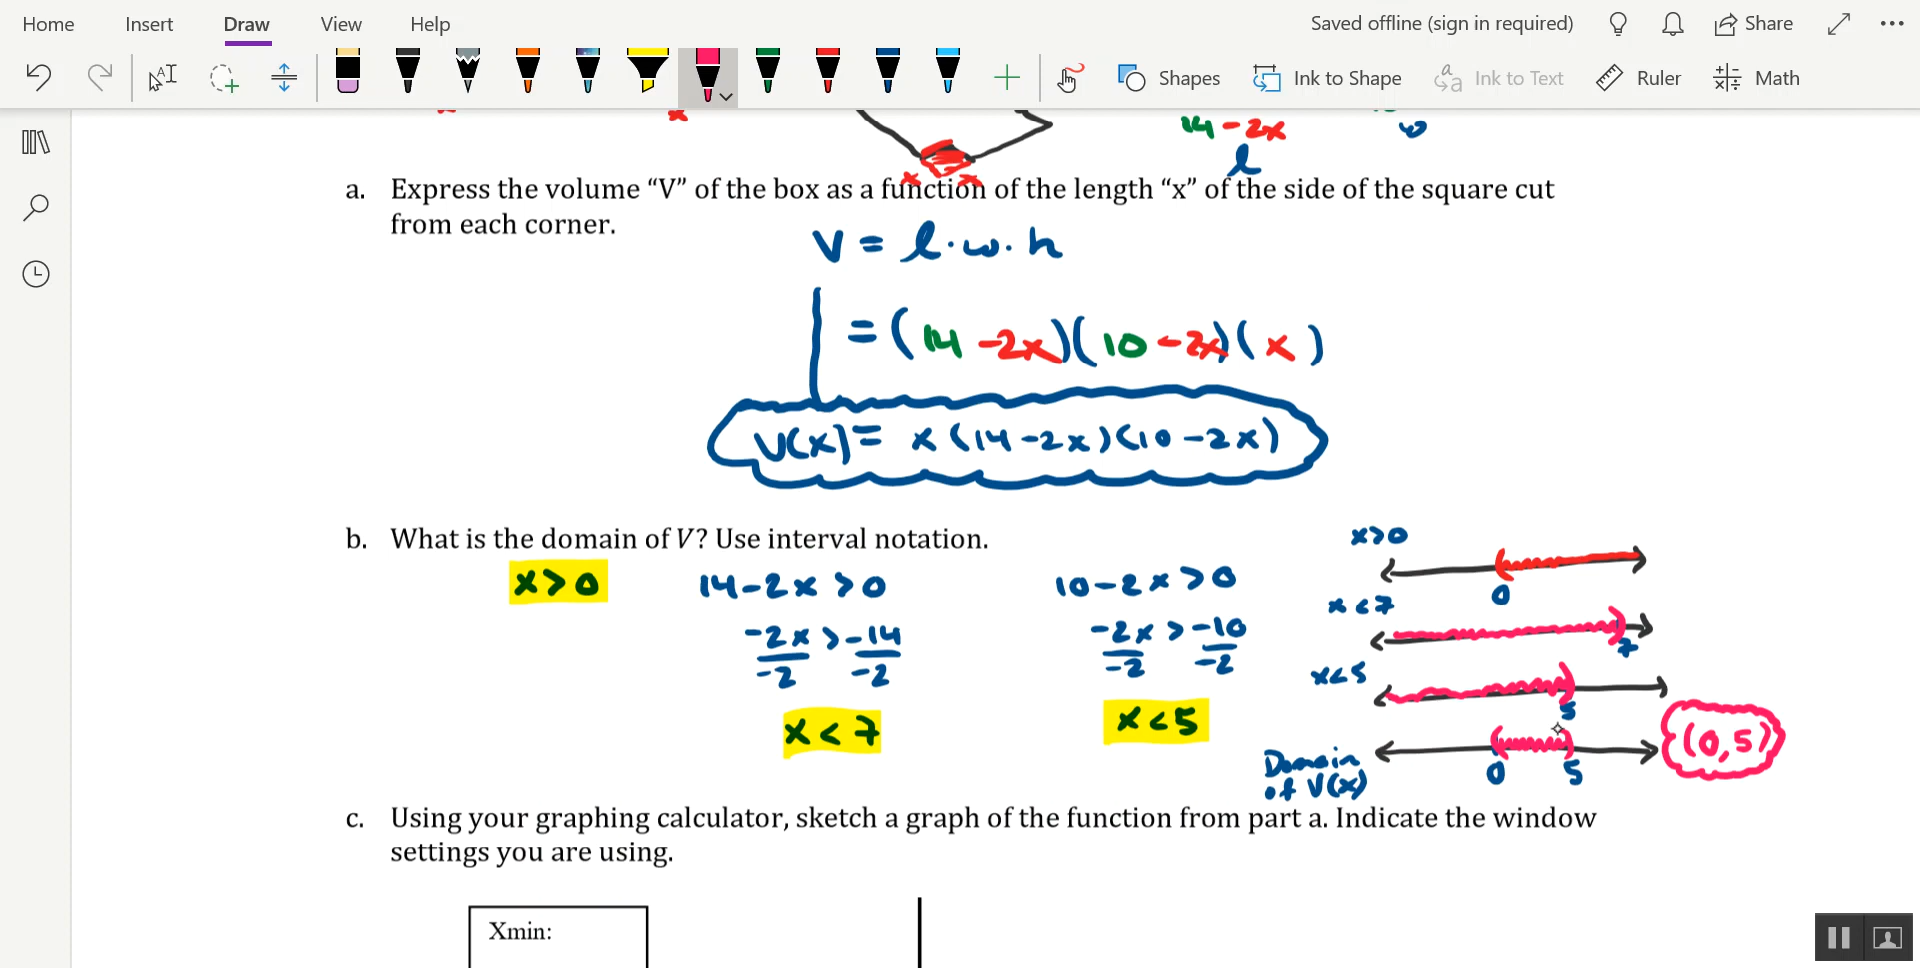 Home Insert Draw View Help Saved offline (sign in required) Share
Shapes Ink to Shape Ink to Text Ruler Math
x x 14-2x w
l
x x
a. Express the volume “V” of the box as a function of the length “x” of the side of the square cut
from each corner.
V = l·w·h
= (14-2x)(10-2x)(x)
V(x)= x(14-2x)(10-2x)
b. What is the domain of V? Use interval notation.
x>0 14-2x>0 10-2x>0 x>0
0
-2x>-14 -2x>-10 x<7
-2 -2 -2 -2 7
x<7 x<5 x<5
5
Domain
of V(x) 0 5 (0,5)
c. Using your graphing calculator, sketch a graph of the function from part a. Indicate the window
settings you are using.
Xmin: